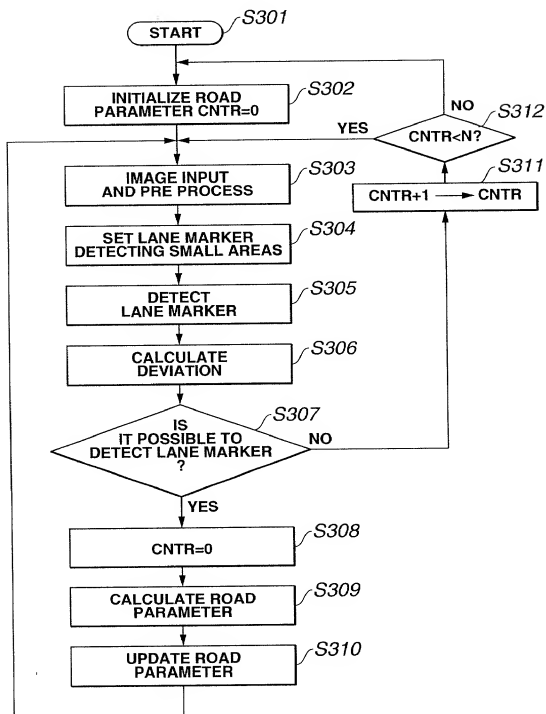 START
S301
INITIALIZE ROAD
PARAMETER CNTR=0
S302
NO
S312
YES
CNTR<N?
IMAGE INPUT
AND PRE PROCESS
S303
S311
CNTR+1 → CNTR
SET LANE MARKER
DETECTING SMALL AREAS
S304
DETECT
LANE MARKER
S305
CALCULATE
DEVIATION
S306
IS
IT POSSIBLE TO
DETECT LANE MARKER
?
S307
NO
YES
CNTR=0
S308
CALCULATE ROAD
PARAMETER
S309
UPDATE ROAD
PARAMETER
S310